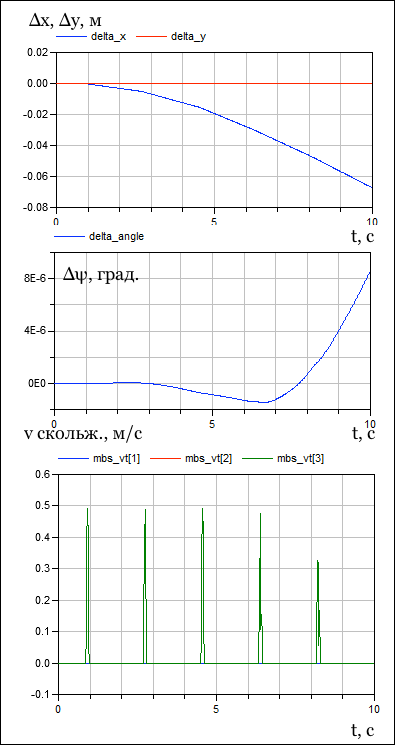 Δx, Δy, м
delta_x delta_y
0.02
0.00
-0.02
-0.04
-0.06
-0.08
0 5 10
t, c
delta_angle
Δψ, град.
8E-6
4E-6
0E0
0 5 10
v скольж., м/с
t, c
mbs_vt[1] mbs_vt[2] mbs_vt[3]
0.6
0.5
0.4
0.3
0.2
0.1
0.0
-0.1
0 5 10
t, c